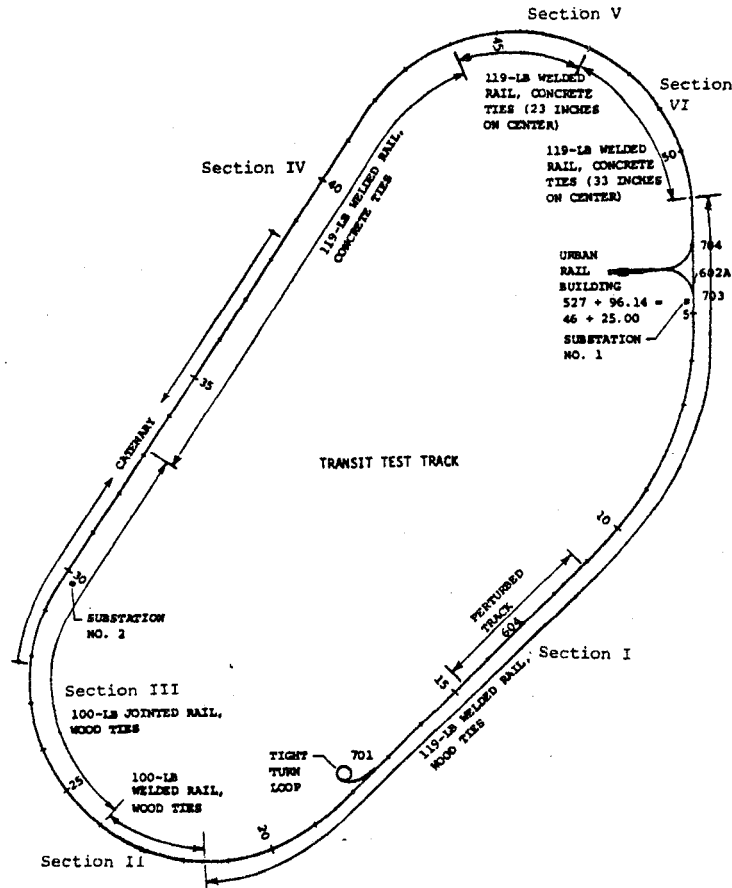 Section V
45
119-LB WELDED
RAIL, CONCRETE
TIES (23 INCHES
ON CENTER)
Section
VI
119-LB WELDED
RAIL, CONCRETE
TIES (33 INCHES
ON CENTER)
50
Section IV
40
119-LB WELDED RAIL,
CONCRETE TIES
704
602A
703
URBAN
RAIL
BUILDING
527 + 96.14 =
46 + 25.00
5
SUBSTATION
NO. 1
35
CATENARY
TRANSIT TEST TRACK
10
30
SUBSTATION
NO. 2
PERTURBED
TRACK
604
Section I
15
119-LB WELDED RAIL,
WOOD TIES
Section III
100-LB JOINTED RAIL,
WOOD TIES
701
TIGHT
TURN
LOOP
25
100-LB
WELDED RAIL,
WOOD TIES
20
Section II